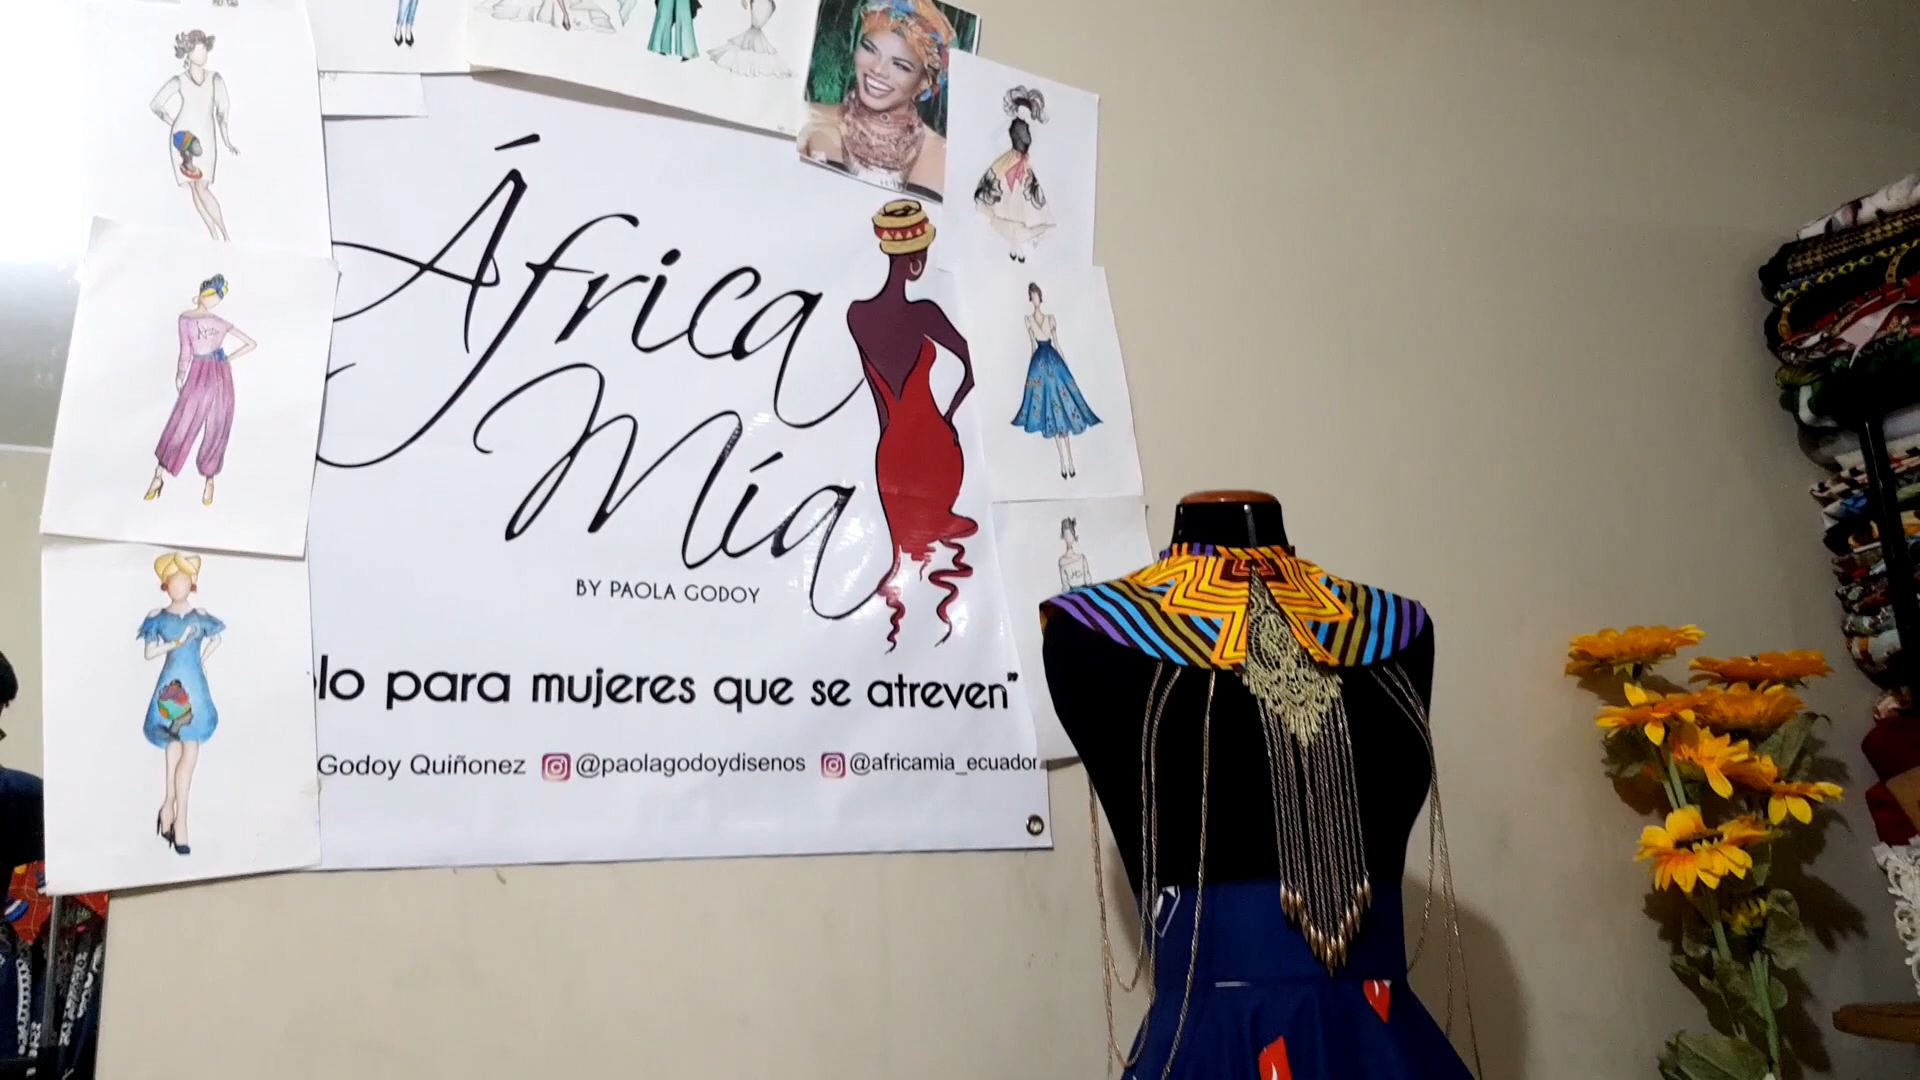 África
Mía
BY PAOLA GODOY
lo para mujeres que se atreven"
Godoy Quiñonez @paolagodoydisenos @africamia_ecuador